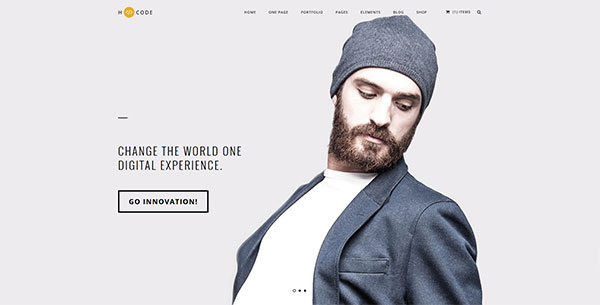 H </> CODE
HOME ONE PAGE PORTFOLIO PAGES ELEMENTS BLOG SHOP (1) ITEMS
CHANGE THE WORLD ONE
DIGITAL EXPERIENCE.
GO INNOVATION!